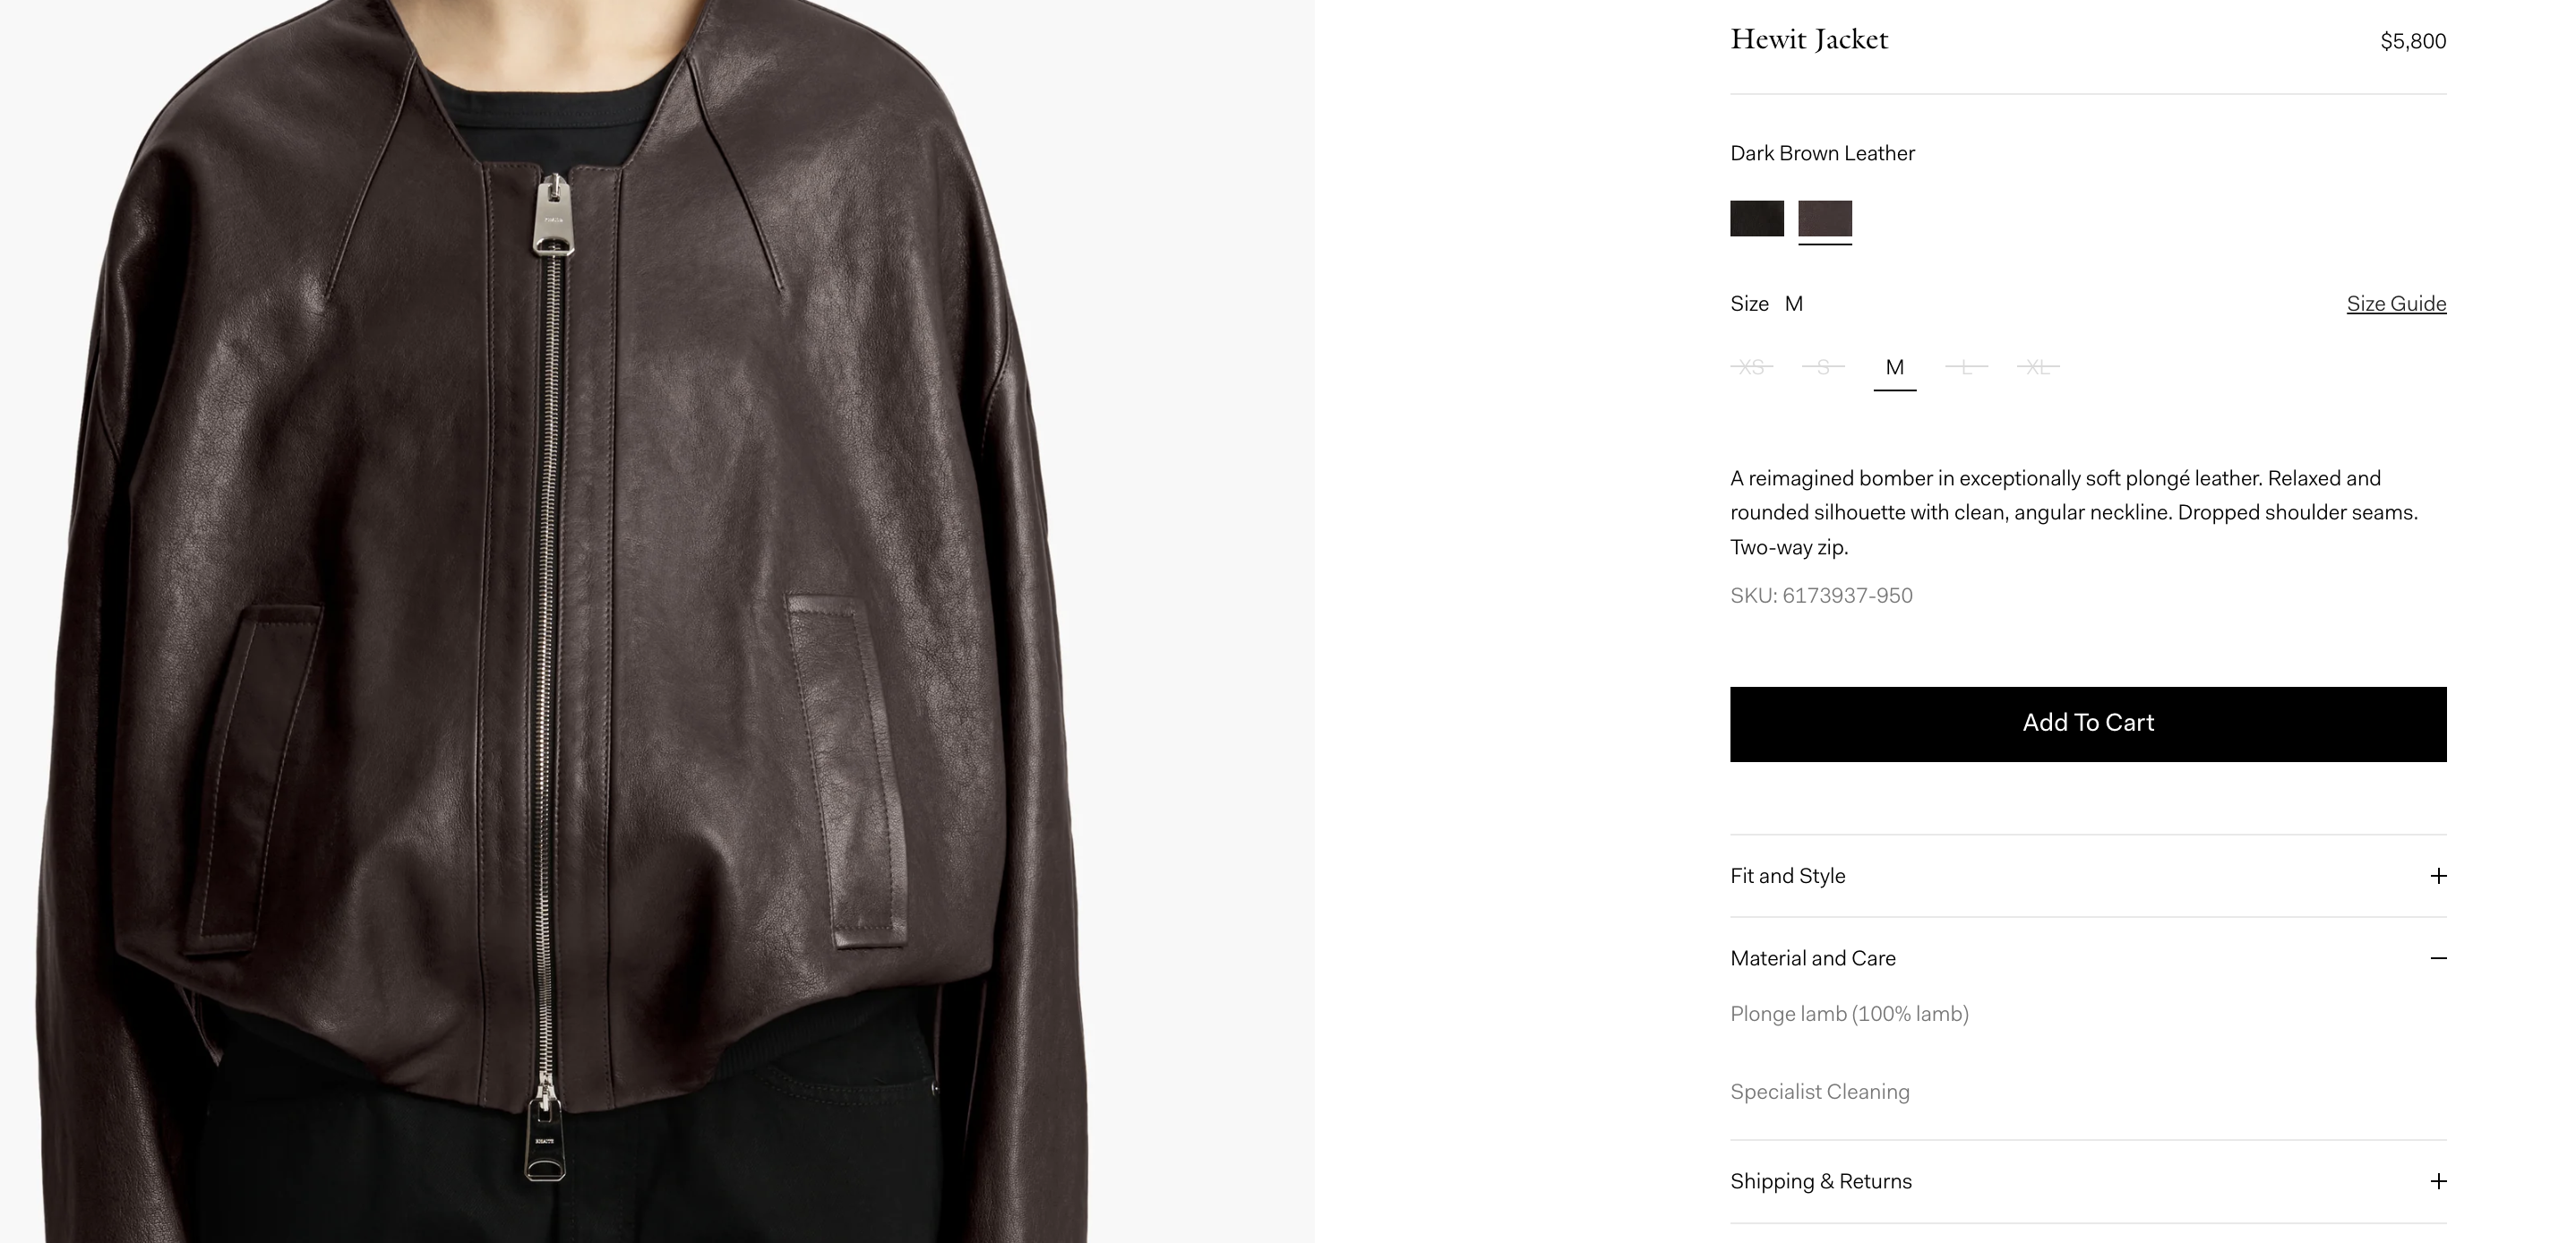 Hewit Jacket
$5,800
Dark Brown Leather
Size M
Size Guide
XS S M L XL
A reimagined bomber in exceptionally soft plongé leather. Relaxed and
rounded silhouette with clean, angular neckline. Dropped shoulder seams.
Two-way zip.
SKU: 6173937-950
Add To Cart
Fit and Style
Material and Care
Plonge lamb (100% lamb)
Specialist Cleaning
Shipping & Returns